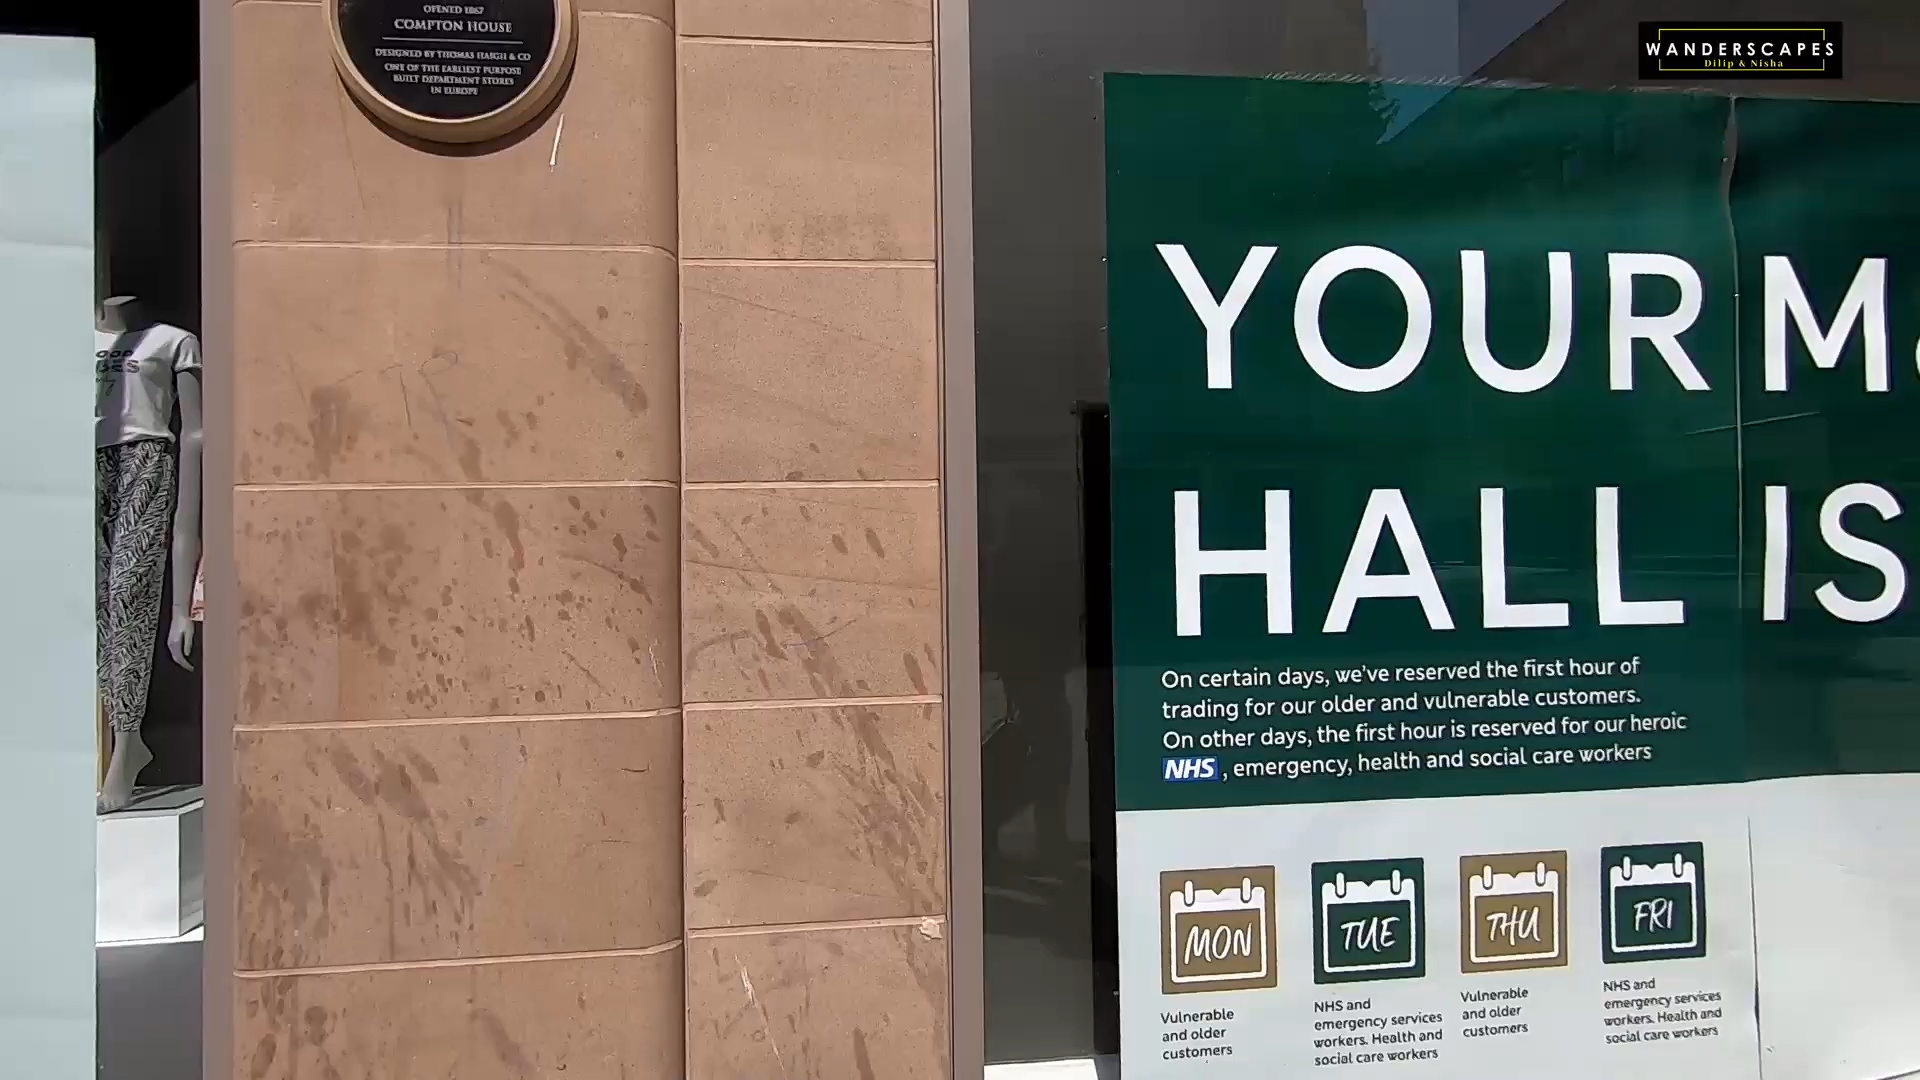 OPENED 1867
COMPTON HOUSE
DESIGNED BY THOMAS HAIGH & CO
ONE OF THE EARLIEST PURPOSE
BUILT DEPARTMENT STORES
IN EUROPE
WANDERSCAPES
Dilip & Nisha
YOUR M
HALL IS
On certain days, we've reserved the first hour of
trading for our older and vulnerable customers.
On other days, the first hour is reserved for our heroic
NHS, emergency, health and social care workers
MON
Vulnerable
and older
customers
TUE
NHS and
emergency services
workers. Health and
social care workers
THU
Vulnerable
and older
customers
FRI
NHS and
emergency services
workers. Health and
social care workers